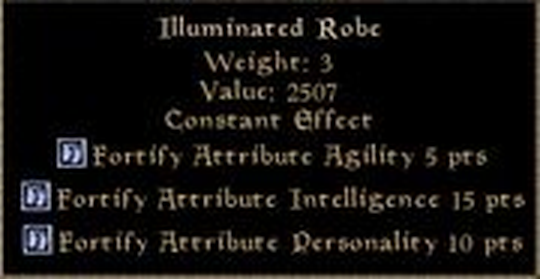 Illuminated Robe
Weight: 3
Value: 2507
Constant Effect
Fortify Attribute Agility 5 pts
Fortify Attribute Intelligence 15 pts
Fortify Attribute Personality 10 pts